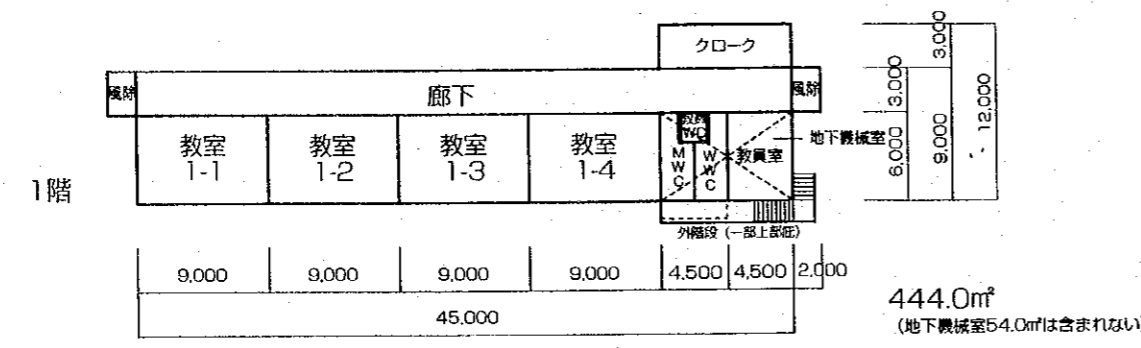 クローク
3,000
風除
廊下
風除
3,000
12,000
教室
1-1
教室
1-2
教室
1-3
教室
1-4
WC
MWC
WWC
教員室
地下機械室
6,000
9,000
1階
外階段 (一部上部庇)
9,000
9,000
9,000
9,000
4,500
4,500
2,000
45,000
444.0㎡
(地下機械室54.0㎡は含まれない)